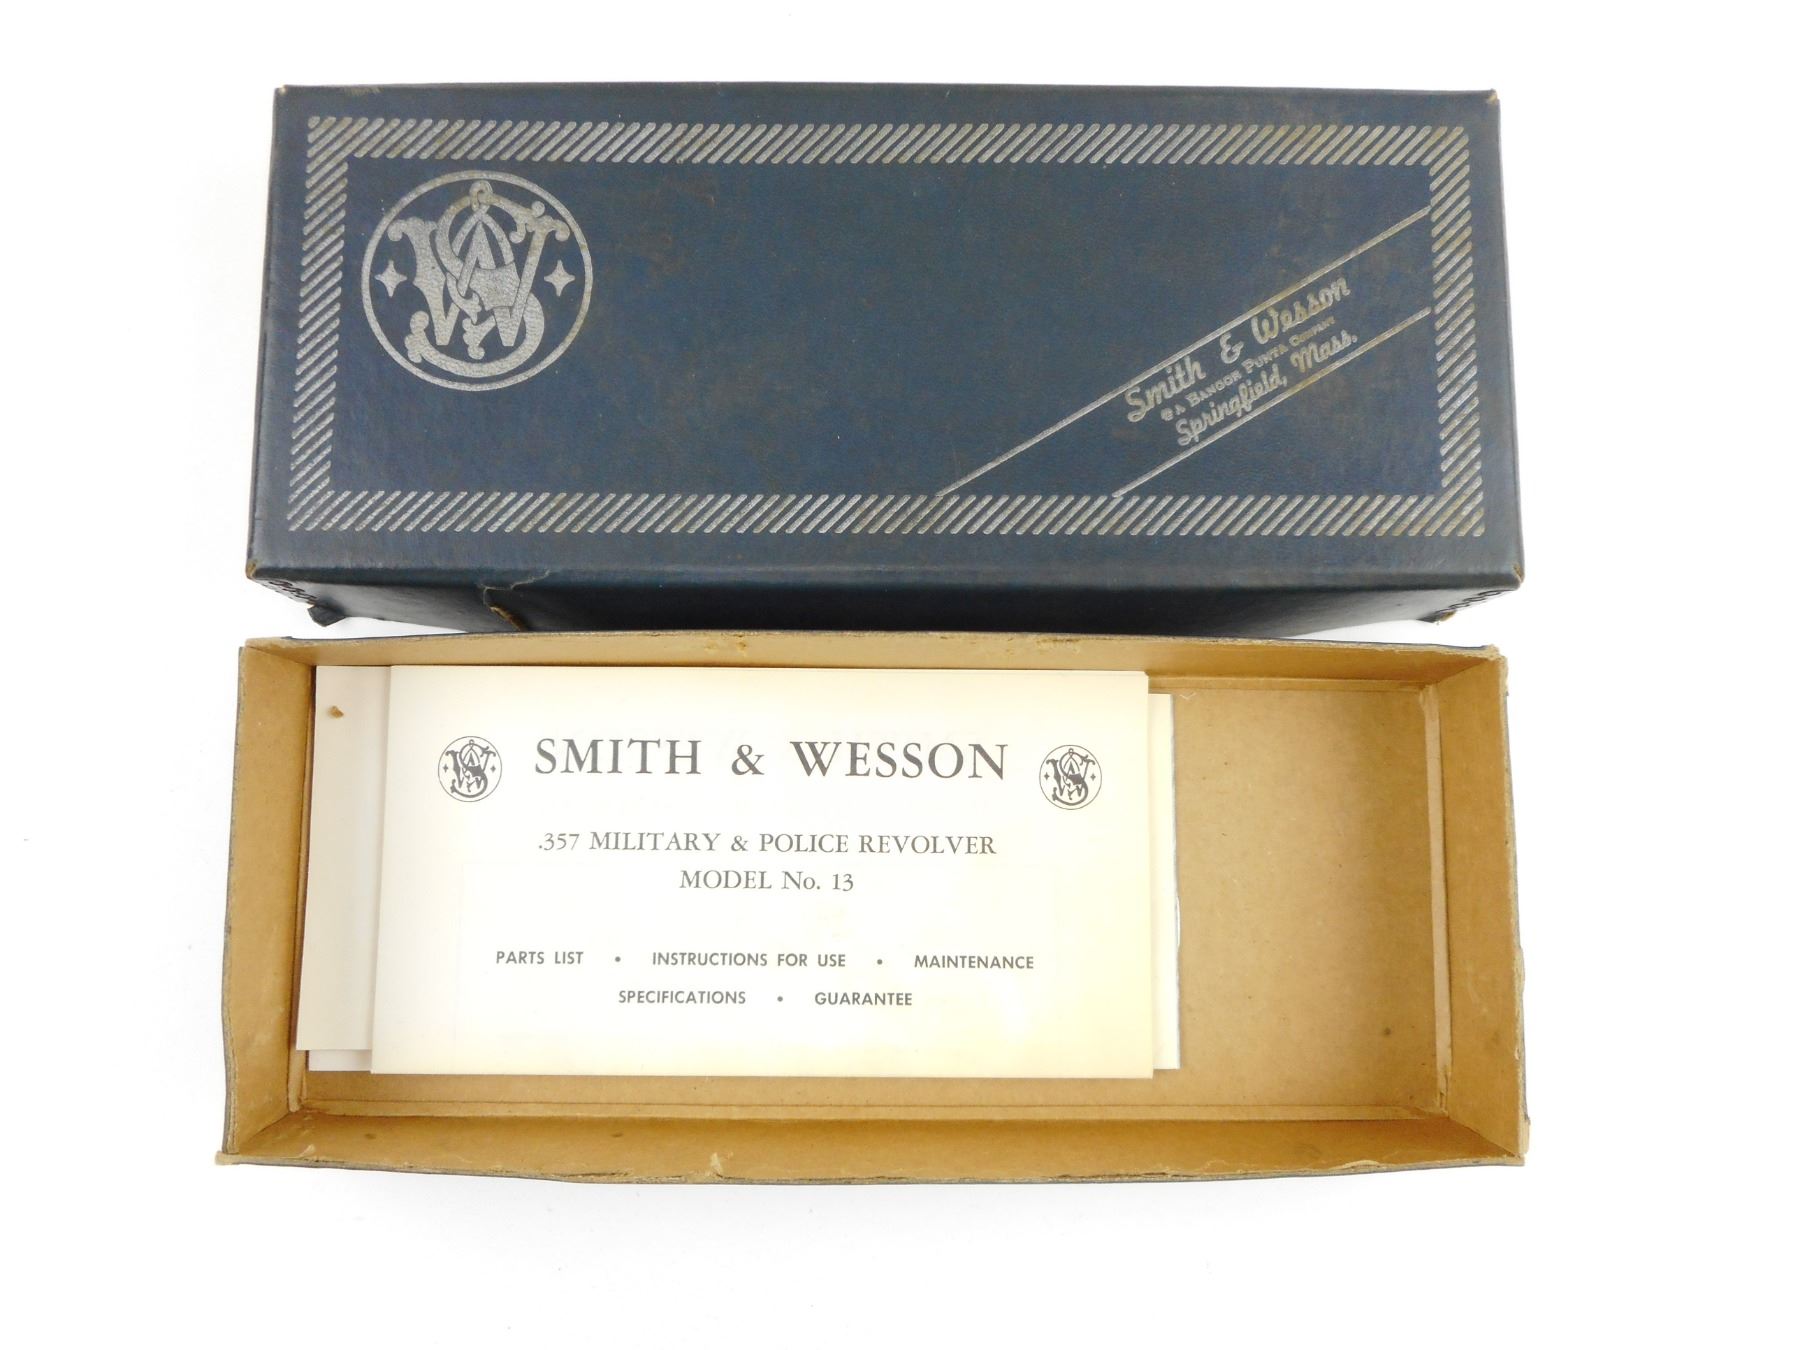 Smith & Wesson
A BANGOR PUNTA COMPANY
Springfield, Mass.
SMITH & WESSON
.357 MILITARY & POLICE REVOLVER
MODEL No. 13
PARTS LIST • INSTRUCTIONS FOR USE • MAINTENANCE
SPECIFICATIONS • GUARANTEE